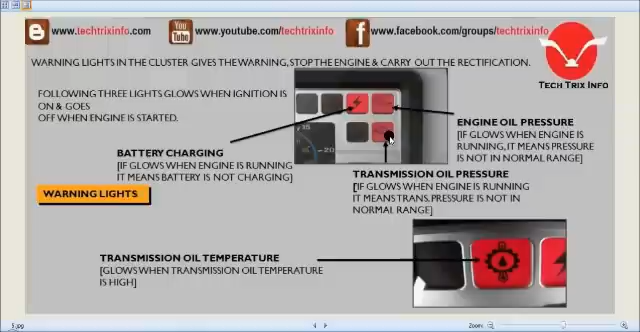 www.techtrixinfo.com
You Tube
www.youtube.com/techtrixinfo
www.facebook.com/groups/techtrixinfo
TECH TRIX INFO
WARNING LIGHTS IN THE CLUSTER GIVES THE WARNING, STOP THE ENGINE & CARRY OUT THE RECTIFICATION.
FOLLOWING THREE LIGHTS GLOWS WHEN IGNITION IS
ON & GOES
OFF WHEN ENGINE IS STARTED.
ENGINE OIL PRESSURE
[IF GLOWS WHEN ENGINE IS
RUNNING, IT MEANS PRESSURE
IS NOT IN NORMAL RANGE]
BATTERY CHARGING
[IF GLOWS WHEN ENGINE IS RUNNING
IT MEANS BATTERY IS NOT CHARGING]
TRANSMISSION OIL PRESSURE
[IF GLOWS WHEN ENGINE IS RUNNING
IT MEANS TRANS. PRESSURE IS NOT IN
NORMAL RANGE]
WARNING LIGHTS
TRANSMISSION OIL TEMPERATURE
[GLOWS WHEN TRANSMISSION OIL TEMPERATURE
IS HIGH]
5.jpg
Zoom: